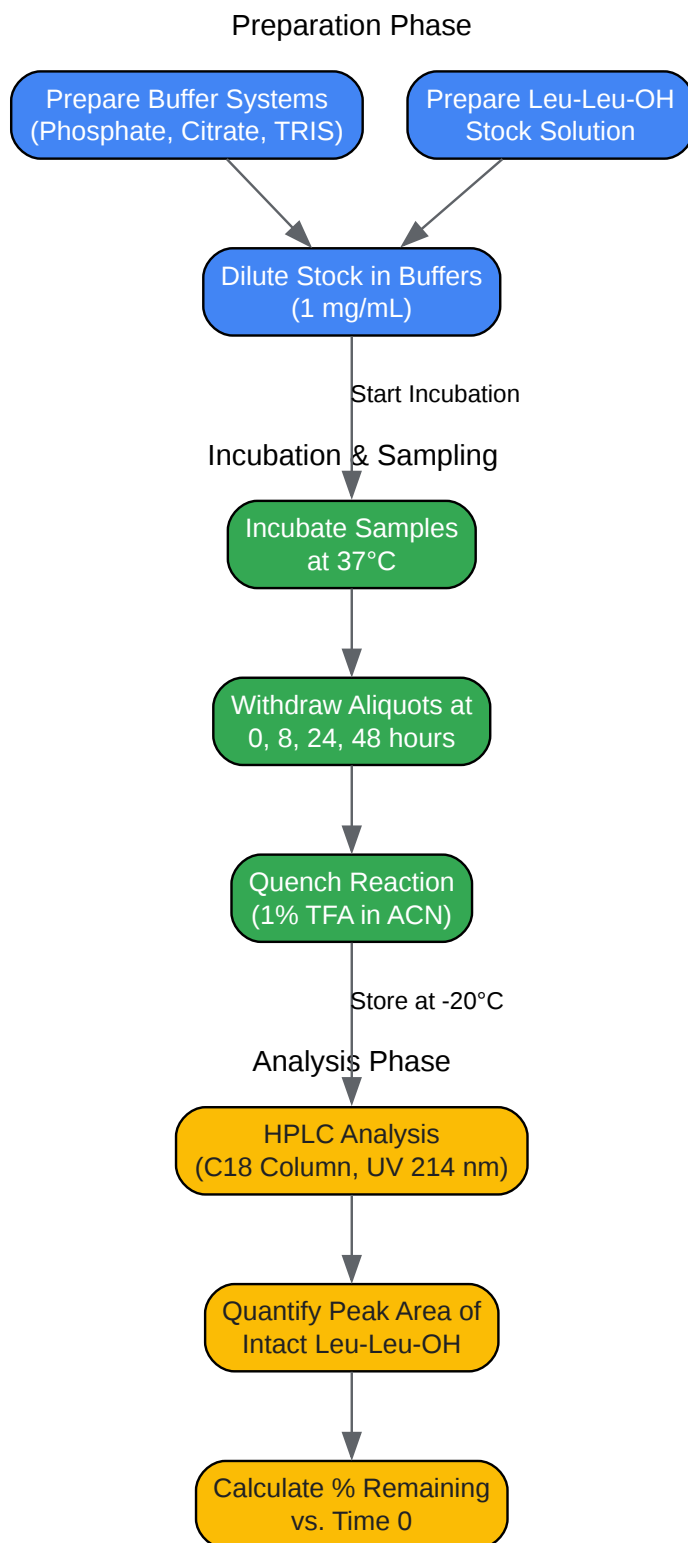 Preparation Phase
Prepare Buffer Systems
(Phosphate, Citrate, TRIS)
Prepare Leu-Leu-OH
Stock Solution
Dilute Stock in Buffers
(1 mg/mL)
Start Incubation
Incubation & Sampling
Incubate Samples
at 37°C
Withdraw Aliquots at
0, 8, 24, 48 hours
Quench Reaction
(1% TFA in ACN)
Store at -20°C
Analysis Phase
HPLC Analysis
(C18 Column, UV 214 nm)
Quantify Peak Area of
Intact Leu-Leu-OH
Calculate % Remaining
vs. Time 0